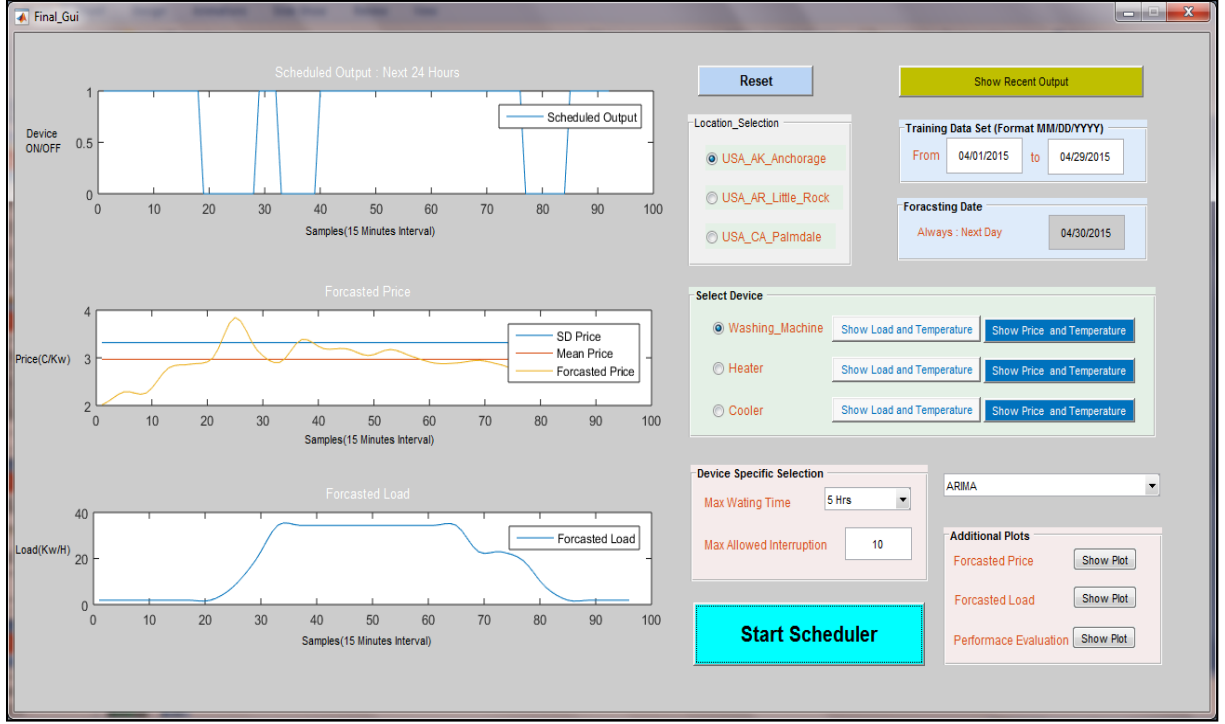 Final_Gui
Scheduled Output : Next 24 Hours
1
0.5
0
Device
ON/OFF
Scheduled Output
0 10 20 30 40 50 60 70 80 90 100
Samples(15 Minutes Interval)
Forcasted Price
4
3
2
Price(C/Kw)
SD Price
Mean Price
Forcasted Price
0 10 20 30 40 50 60 70 80 90 100
Samples(15 Minutes Interval)
Forcasted Load
40
20
0
Load(Kw/H)
Forcasted Load
0 10 20 30 40 50 60 70 80 90 100
Samples(15 Minutes Interval)
Reset
Show Recent Output
Location_Selection
USA_AK_Anchorage
USA_AR_Little_Rock
USA_CA_Palmdale
Training Data Set (Format MM/DD/YYYY)
From 04/01/2015 to 04/29/2015
Foracsting Date
Always : Next Day 04/30/2015
Select Device
Washing_Machine Show Load and Temperature Show Price and Temperature
Heater Show Load and Temperature Show Price and Temperature
Cooler Show Load and Temperature Show Price and Temperature
Device Specific Selection
Max Wating Time 5 Hrs
Max Allowed Interruption 10
ARIMA
Additional Plots
Forcasted Price Show Plot
Forcasted Load Show Plot
Performace Evaluation Show Plot
Start Scheduler